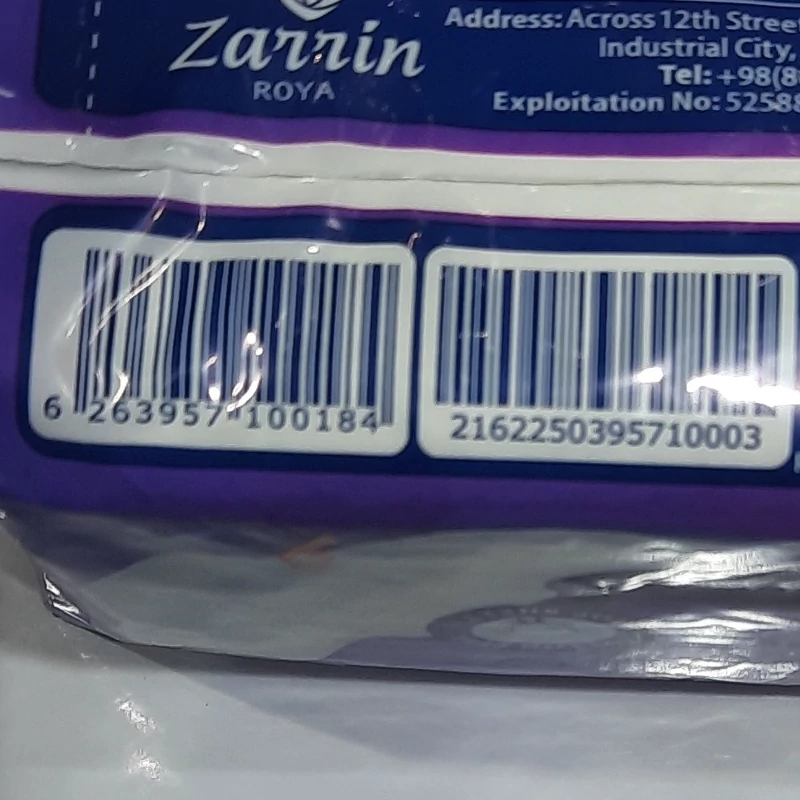 Zarrin
ROYA
Address: Across 12th Street
Industrial City,
Tel: +98(8
Exploitation No: 52588
6 263957 100184
2162250395710003